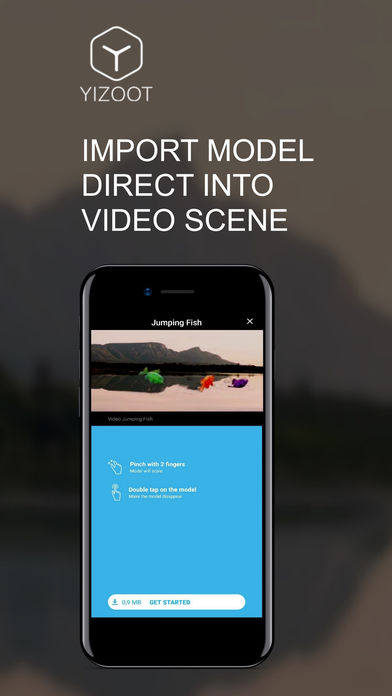 YIZOOT
IMPORT MODEL
DIRECT INTO
VIDEO SCENE
Jumping Fish
Video Jumping Fish
Pinch with 2 fingers
Model will scale
Double tap on the model
Make the model disappear
0,9 MB GET STARTED